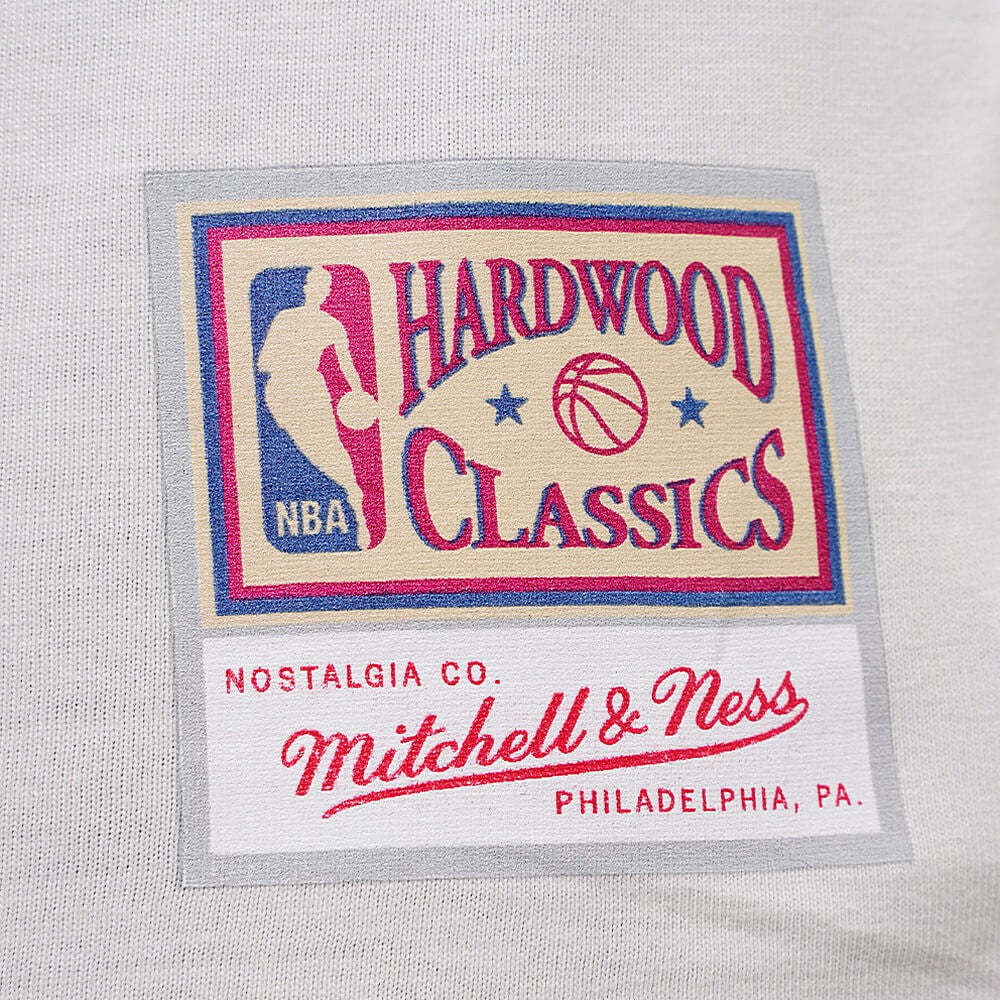 HARDWOOD
CLASSICS
NBA
NOSTALGIA CO.
Mitchell & Ness
PHILADELPHIA, PA.